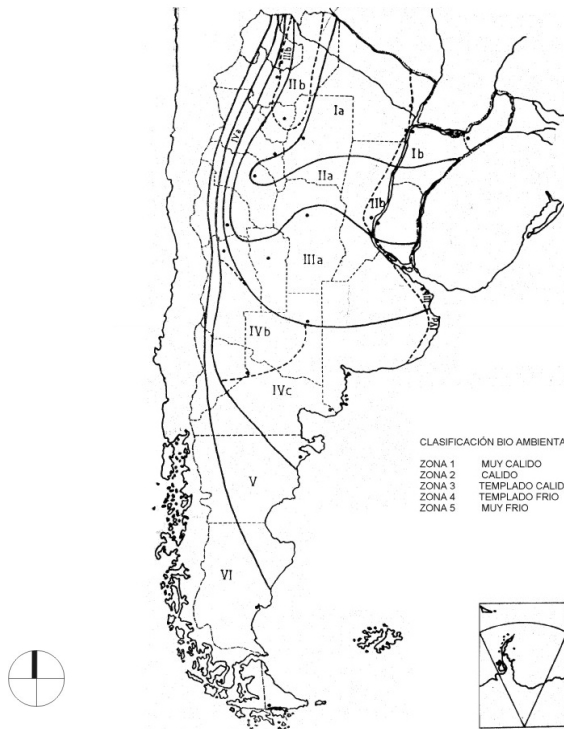 IIIb
IIb
Ia
IVa
Ib
IIa
IIb
IIIa
IVd
IVb
IVc
CLASIFICACIÓN BIO AMBIENTA
V
ZONA 1 MUY CALIDO
ZONA 2 CALIDO
ZONA 3 TEMPLADO CALID
ZONA 4 TEMPLADO FRIO
ZONA 5 MUY FRIO
VI